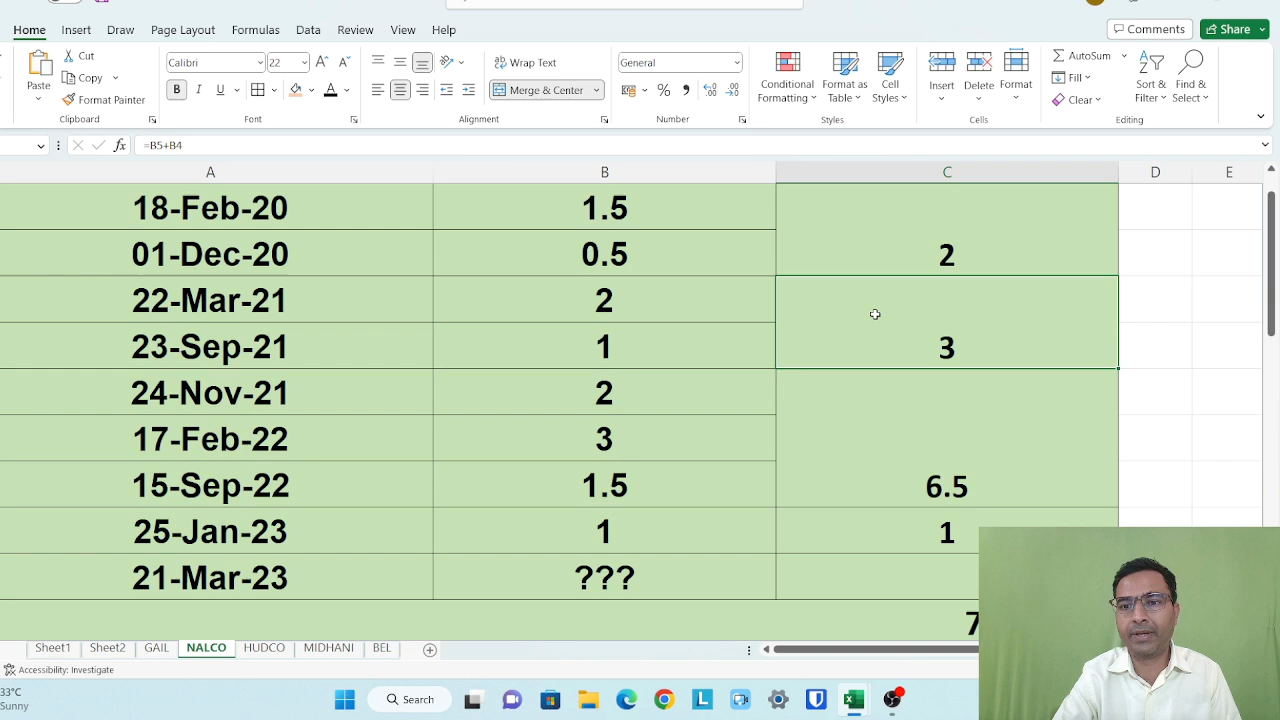 Home Insert Draw Page Layout Formulas Data Review View Help Comments Share
Cut
Copy
Format Painter
Paste
Clipboard
Calibri 22
B I U
Font
Wrap Text
Merge & Center
Alignment
General
Number
Conditional Formatting
Format as Table
Cell Styles
Styles
Insert Delete Format
Cells
AutoSum
Fill
Clear
Sort & Filter
Find & Select
Editing
fx =B5+B4
A B C D E
18-Feb-20 1.5
01-Dec-20 0.5 2
22-Mar-21 2
23-Sep-21 1 3
24-Nov-21 2
17-Feb-22 3
15-Sep-22 1.5 6.5
25-Jan-23 1 1
21-Mar-23 ???
7
Sheet1 Sheet2 GAIL NALCO HUDCO MIDHANI BEL
Accessibility: Investigate
33°C
Sunny
Search